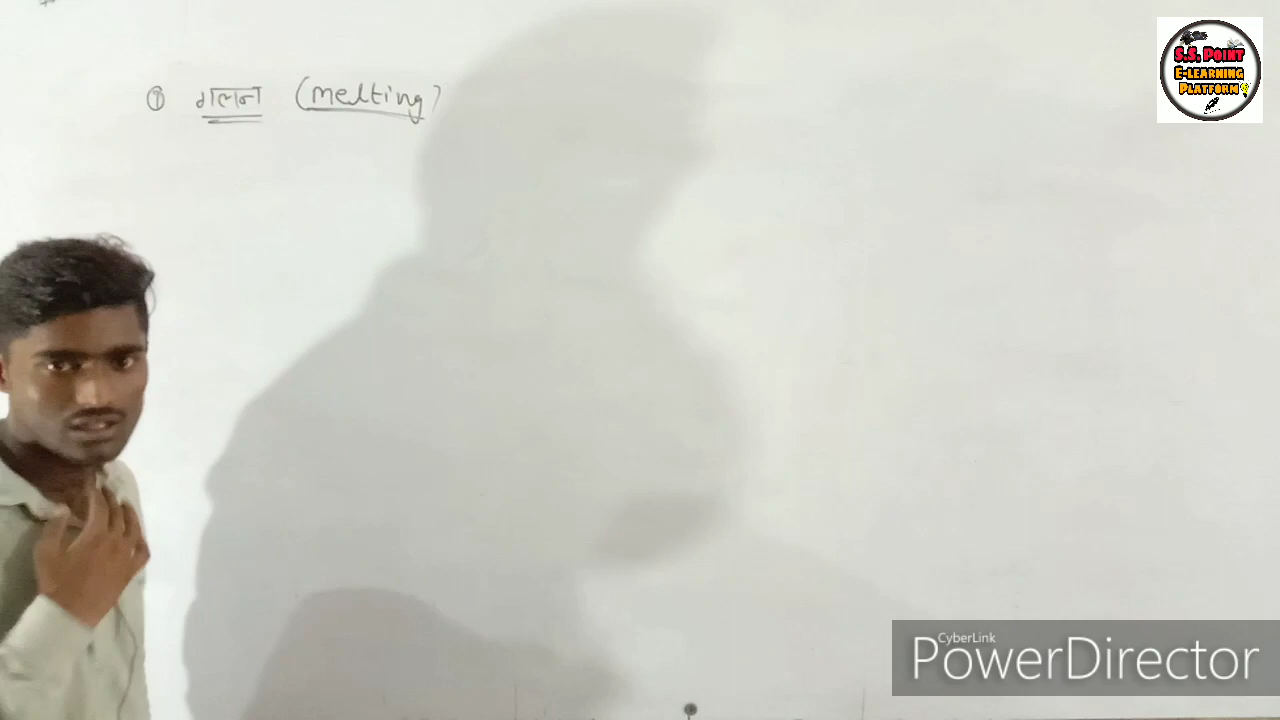 ① गलन (melting)
S.S. POINT
E-LEARNING
PLATFORM
CyberLink
PowerDirector